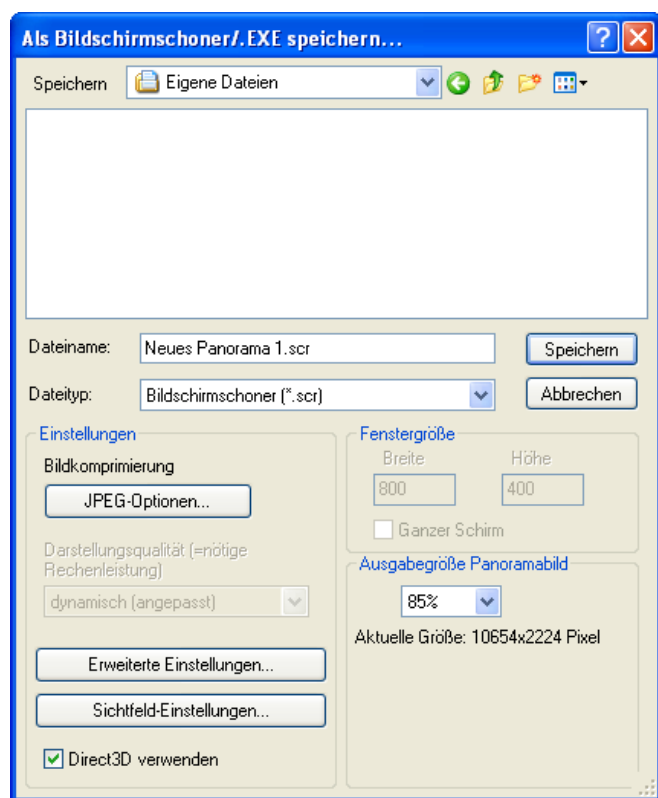 Als Bildschirmschoner/.EXE speichern...
Speichern
Eigene Dateien
Dateiname:
Neues Panorama 1.scr
Speichern
Dateityp:
Bildschirmschoner (*.scr)
Abbrechen
Einstellungen
Bildkomprimierung
JPEG-Optionen...
Darstellungsqualität (=nötige
Rechenleistung)
dynamisch (angepasst)
Erweiterte Einstellungen...
Sichtfeld-Einstellungen...
Direct3D verwenden
Fenstergröße
Breite Höhe
800 400
Ganzer Schirm
Ausgabegröße Panoramabild
85%
Aktuelle Größe: 10654x2224 Pixel